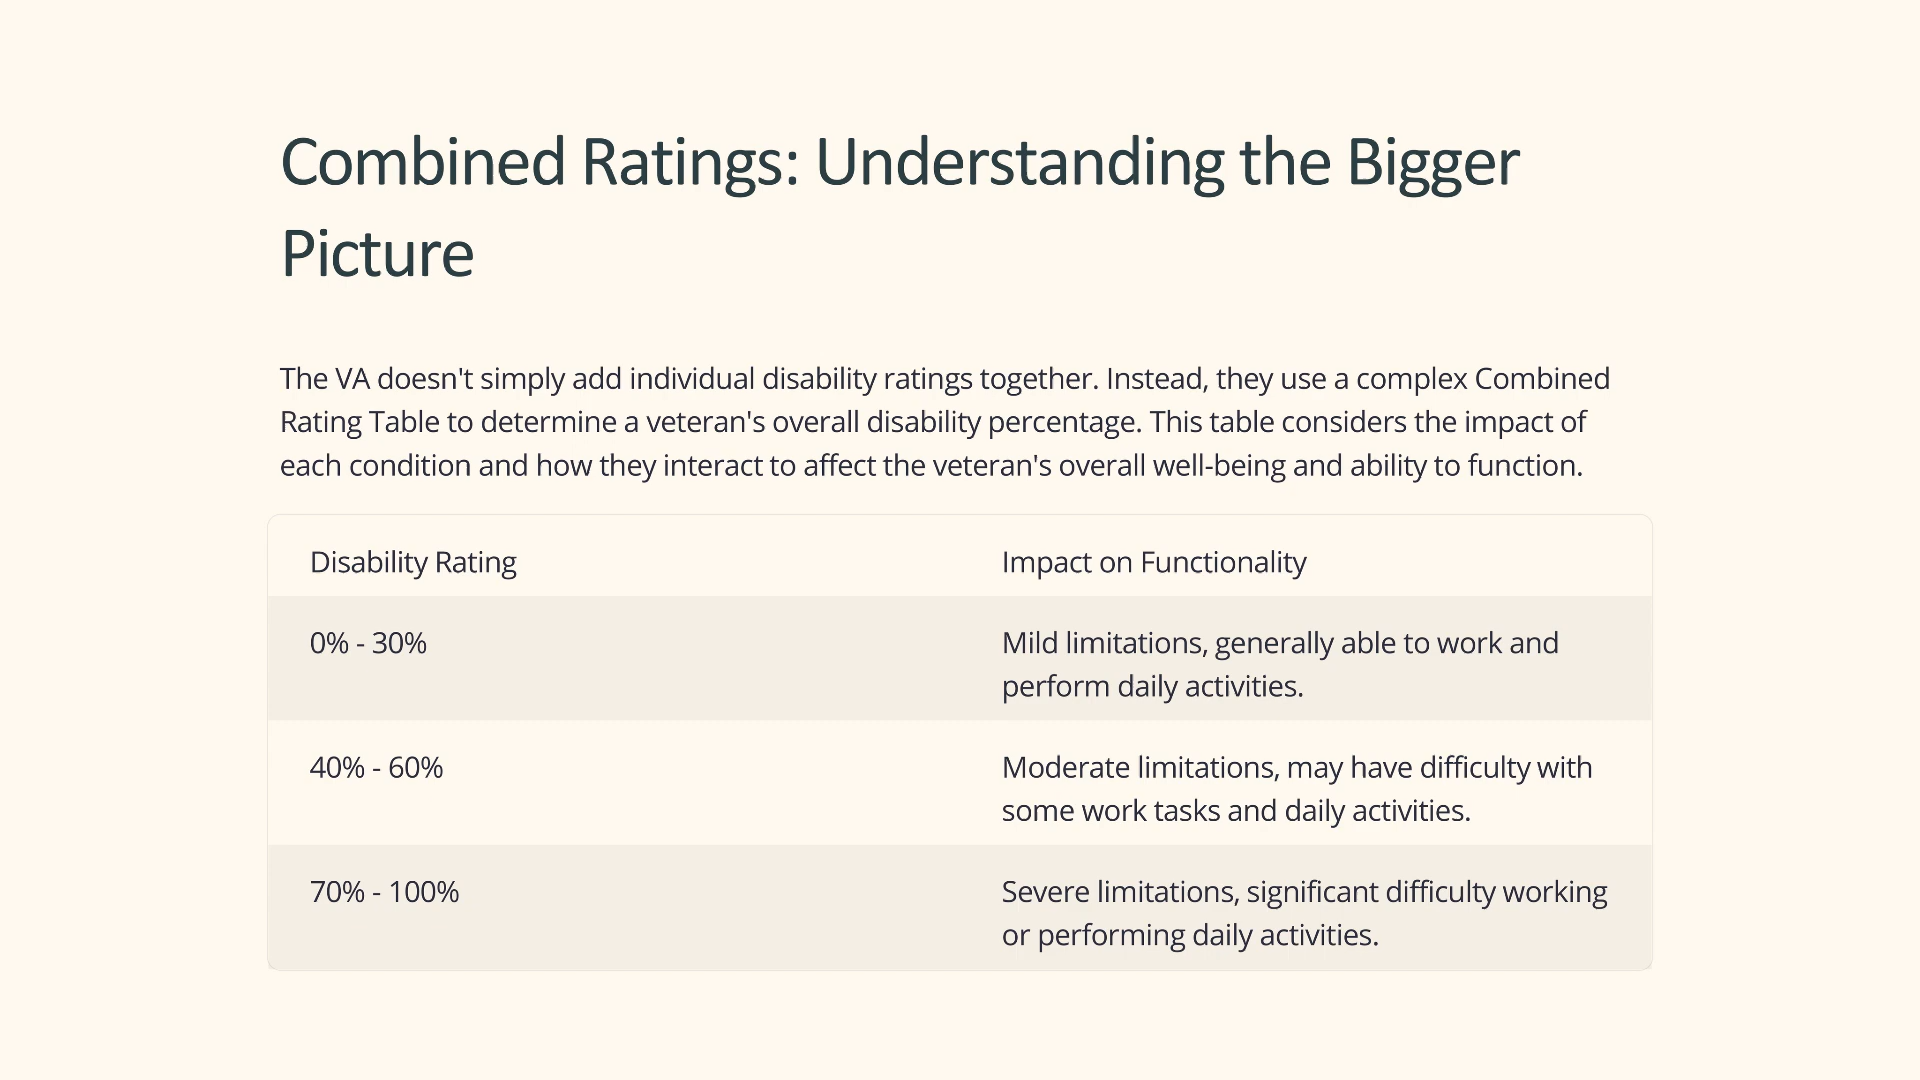 Combined Ratings: Understanding the Bigger
Picture
The VA doesn't simply add individual disability ratings together. Instead, they use a complex Combined
Rating Table to determine a veteran's overall disability percentage. This table considers the impact of
each condition and how they interact to affect the veteran's overall well-being and ability to function.
Disability Rating
Impact on Functionality
0% - 30%
Mild limitations, generally able to work and
perform daily activities.
40% - 60%
Moderate limitations, may have difficulty with
some work tasks and daily activities.
70% - 100%
Severe limitations, significant difficulty working
or performing daily activities.